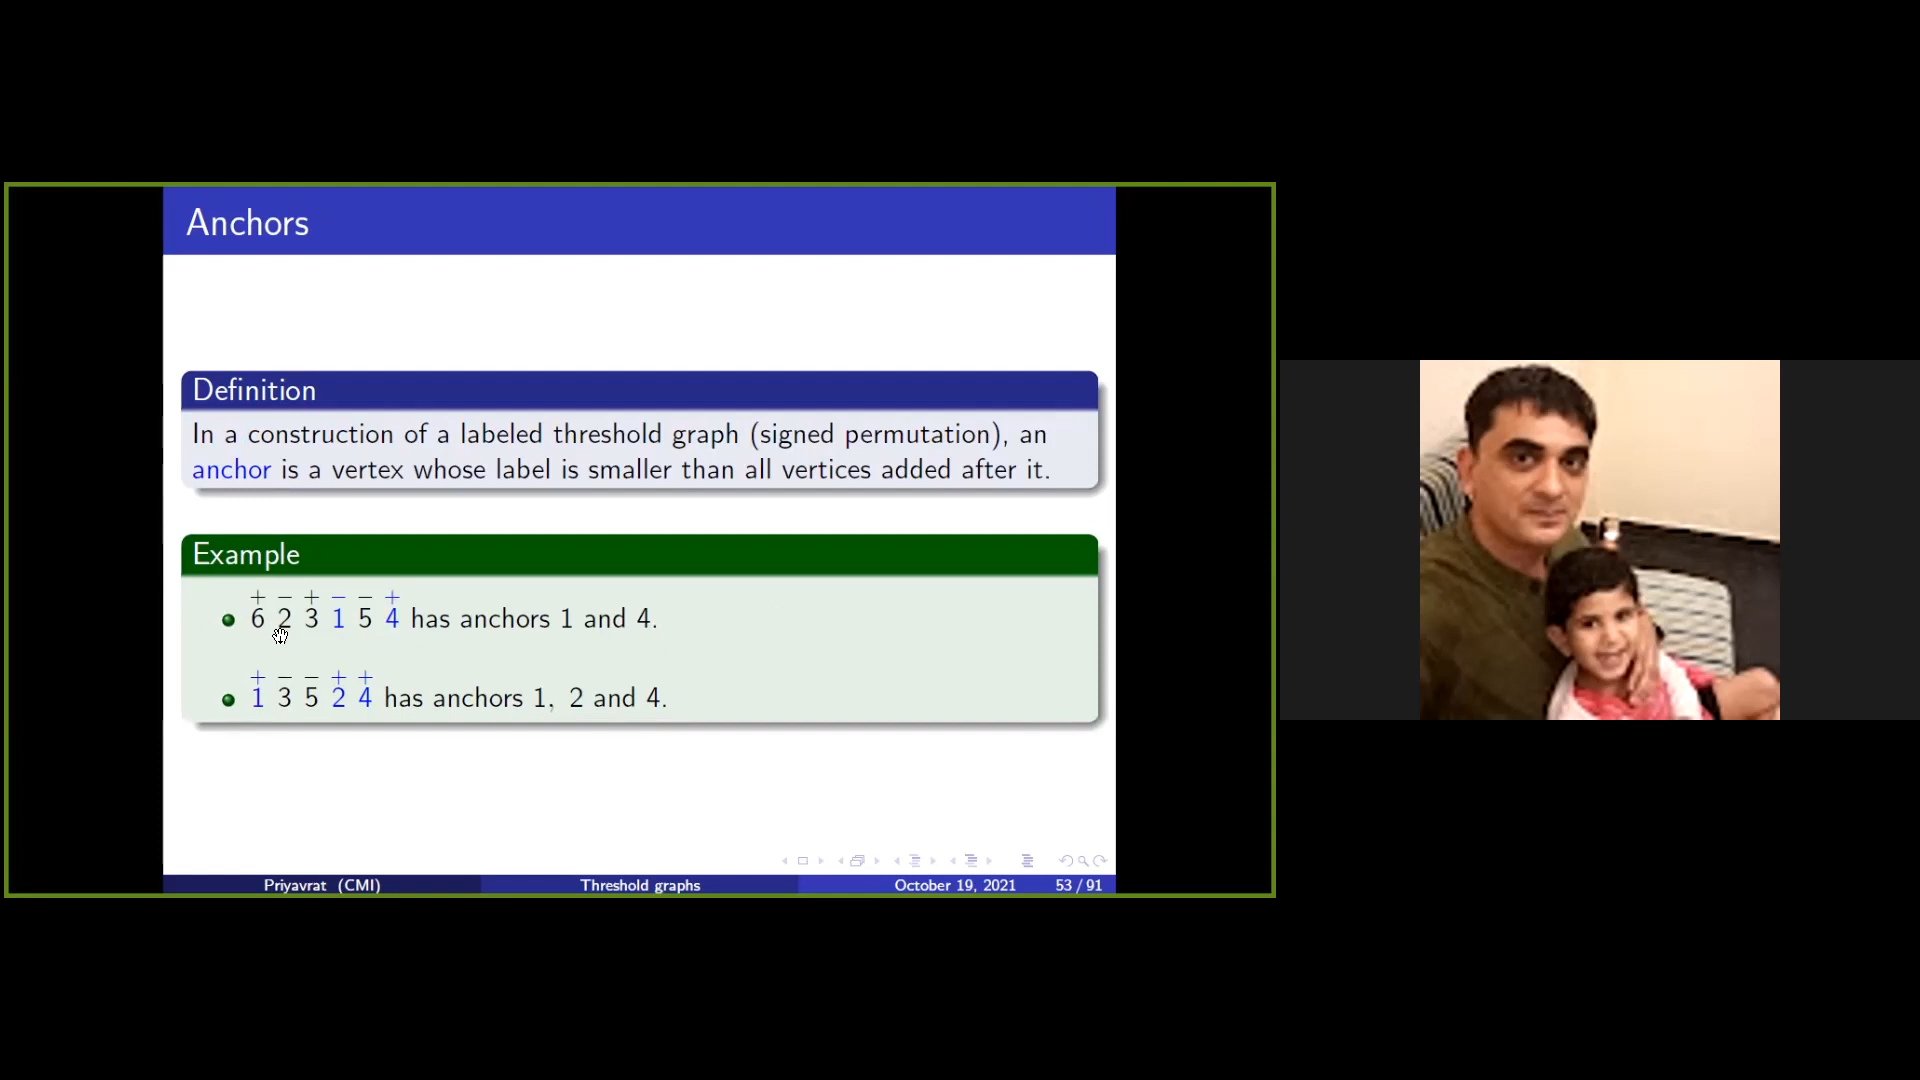 Anchors
Definition
In a construction of a labeled threshold graph (signed permutation), an
anchor is a vertex whose label is smaller than all vertices added after it.
Example
+ − + − − +
6 2 3 1 5 4 has anchors 1 and 4.
+ − − + +
1 3 5 2 4 has anchors 1, 2 and 4.
Priyavrat (CMI) Threshold graphs October 19, 2021 53 / 91